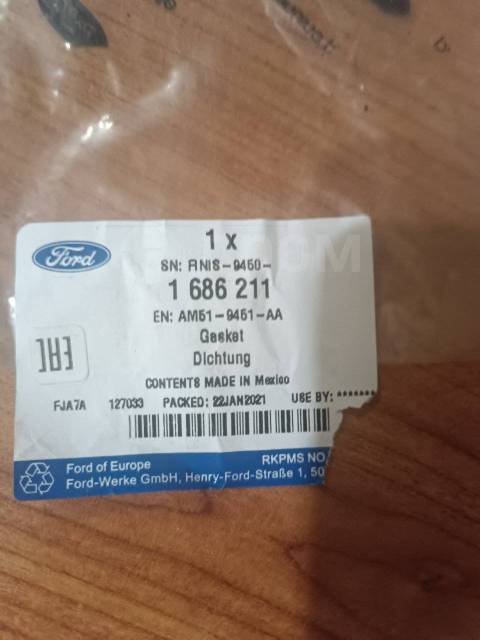 1 x
Ford
SN: FINIS-9450-
1 686 211
EN: AM51-9451-AA
Gasket
Dichtung
EAC
CONTENTS MADE IN Mexico
FJA7A 127033 PACKED: 22JAN2021 USE BY: *******
Ford of Europe RKPMS NO
Ford-Werke GmbH, Henry-Ford-Straße 1, 50